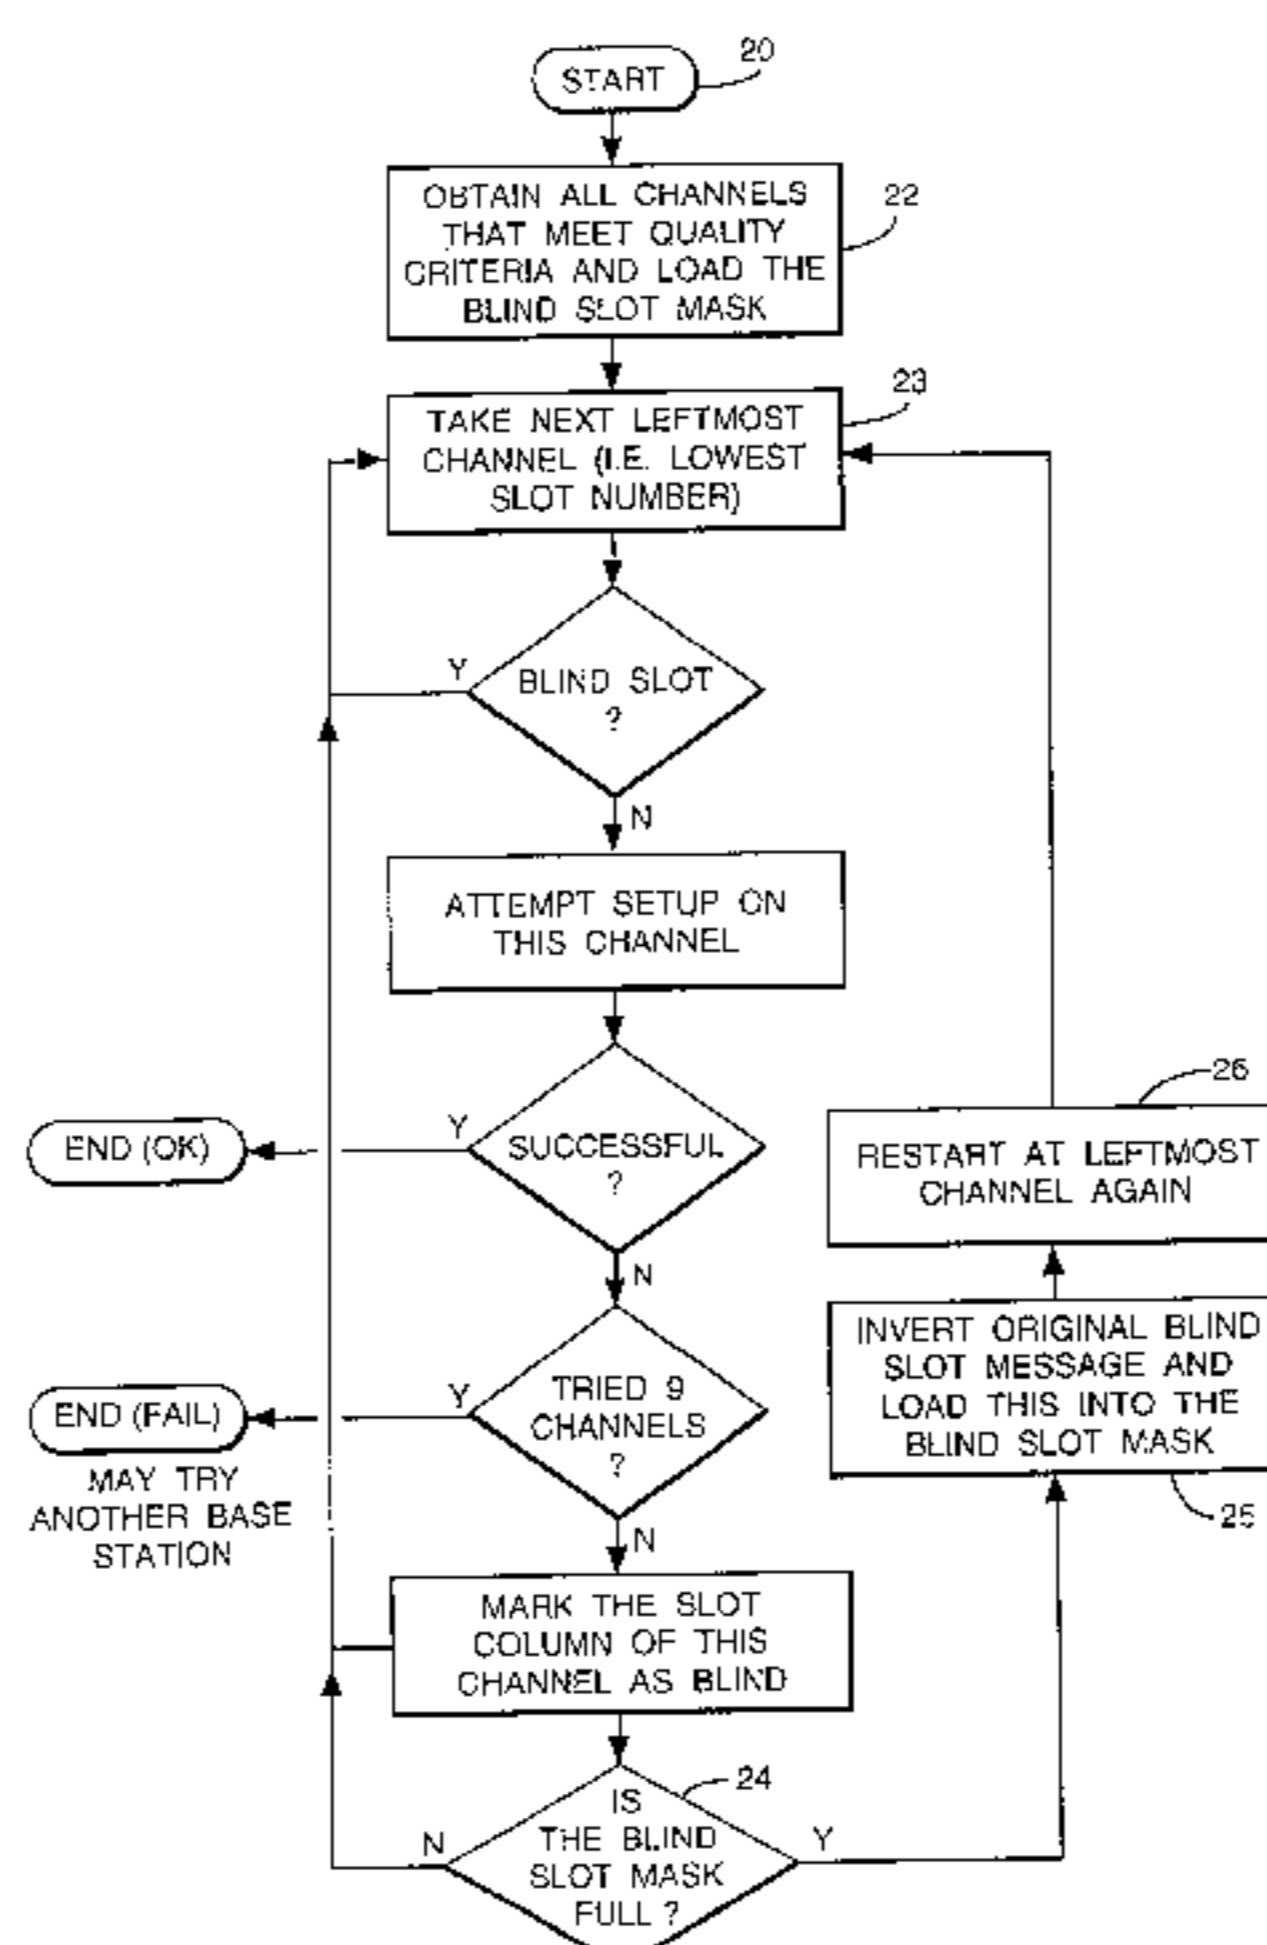 START
20
OBTAIN ALL CHANNELS
THAT MEET QUALITY
CRITERIA AND LOAD THE
BLIND SLOT MASK
22
TAKE NEXT LEFTMOST
CHANNEL (I.E. LOWEST
SLOT NUMBER)
23
BLIND SLOT
?
Y
N
ATTEMPT SETUP ON
THIS CHANNEL
SUCCESSFUL
?
Y
END (OK)
N
TRIED 9
CHANNELS
?
Y
END (FAIL)
MAY TRY
ANOTHER BASE
STATION
N
MARK THE SLOT
COLUMN OF THIS
CHANNEL AS BLIND
IS
THE BLIND
SLOT MASK
FULL ?
24
N
Y
INVERT ORIGINAL BLIND
SLOT MESSAGE AND
LOAD THIS INTO THE
BLIND SLOT MASK
25
RESTART AT LEFTMOST
CHANNEL AGAIN
26